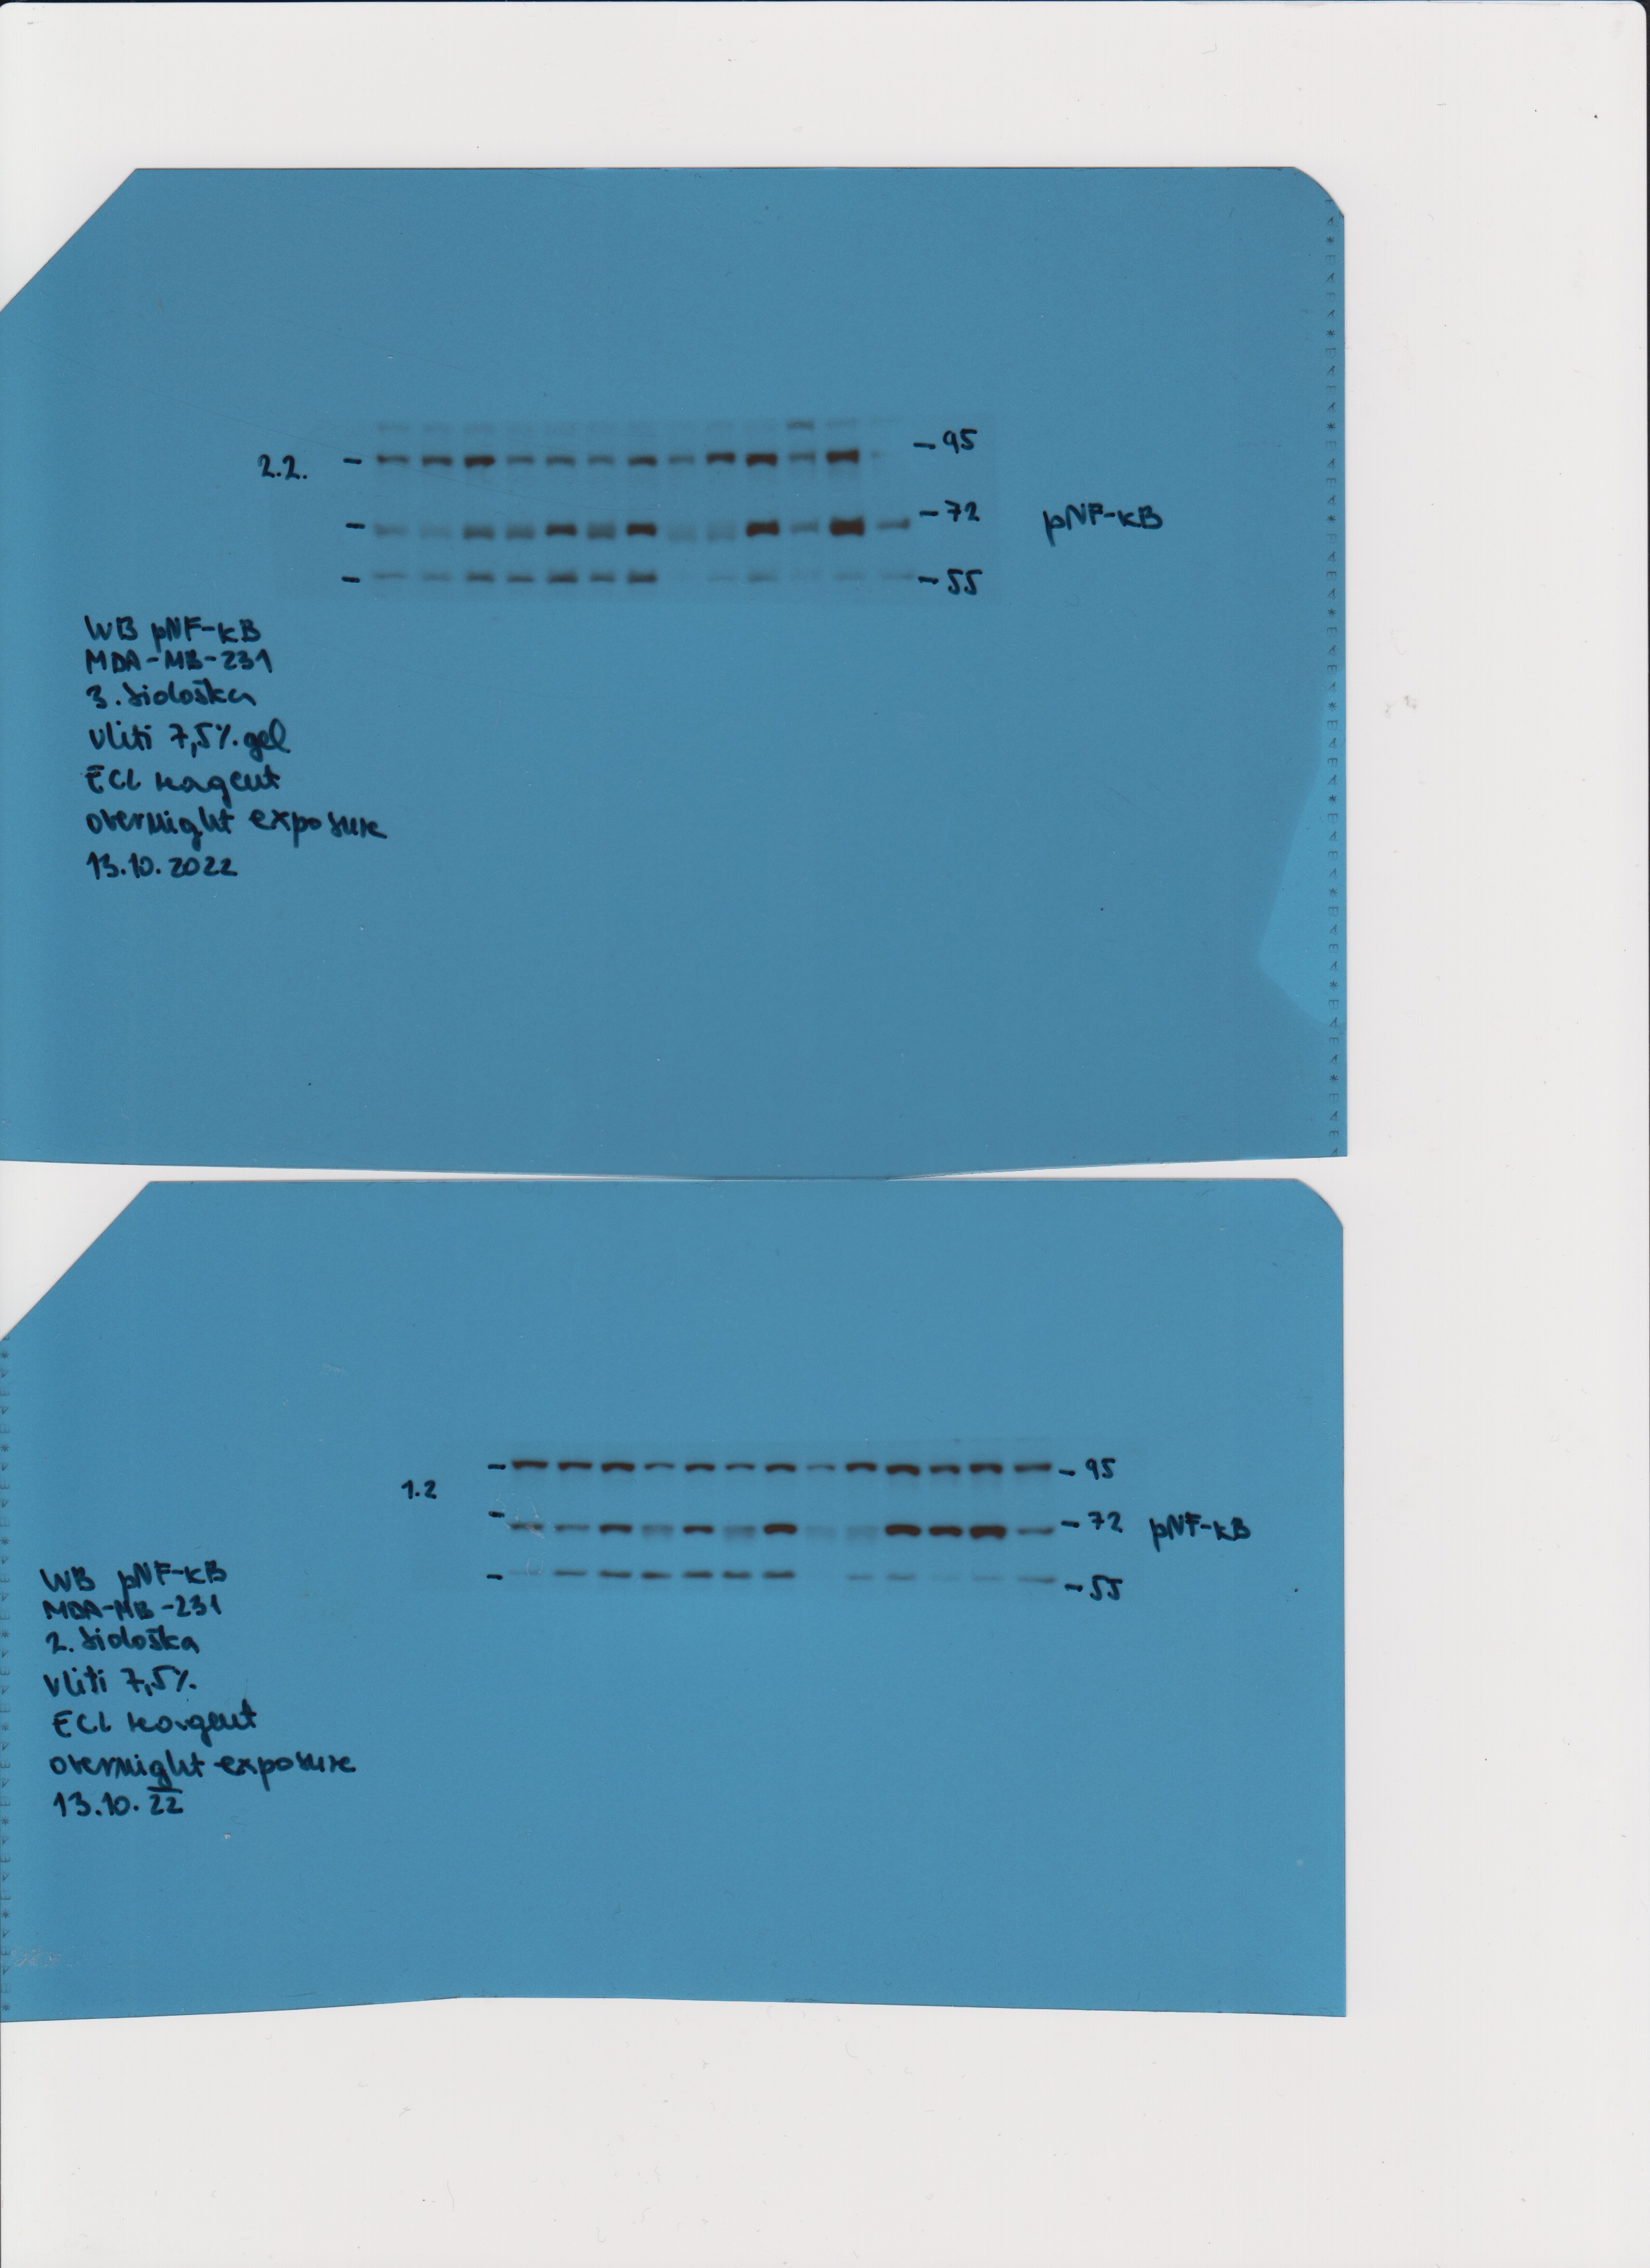 2.2.
95
72
pNF-κB
55
WB pNF-κB
MDA-MB-231
3.
vliti 7,5% gel
ECL reagent
overnight exposure
13.10.2022
1.2
95
72 pNF-κB
55
WB pNF-κB
MDA-MB-231
2.
vliti 7,5%
ECL reagent
overnight exposure
13.10.22